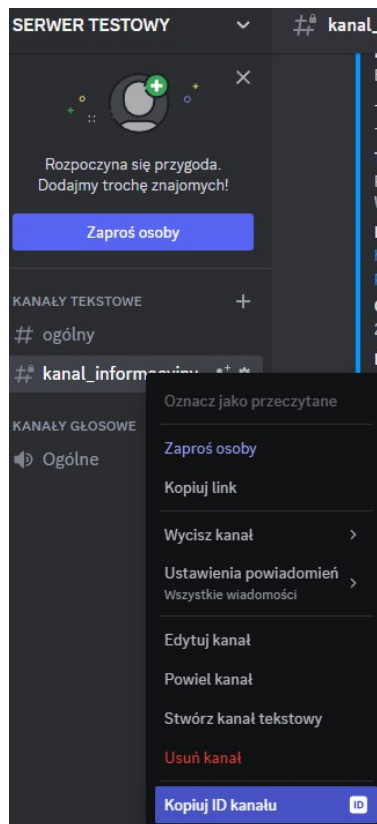 SERWER TESTOWY
kanal_
Rozpoczyna się przygoda.
Dodajmy trochę znajomych!
Zaproś osoby
KANAŁY TEKSTOWE
ogólny
kanal_informacyjny
KANAŁY GŁOSOWE
Ogólne
Oznacz jako przeczytane
Zaproś osoby
Kopiuj link
Wycisz kanał
Ustawienia powiadomień
Wszystkie wiadomości
Edytuj kanał
Powiel kanał
Stwórz kanał tekstowy
Usuń kanał
Kopiuj ID kanału
ID